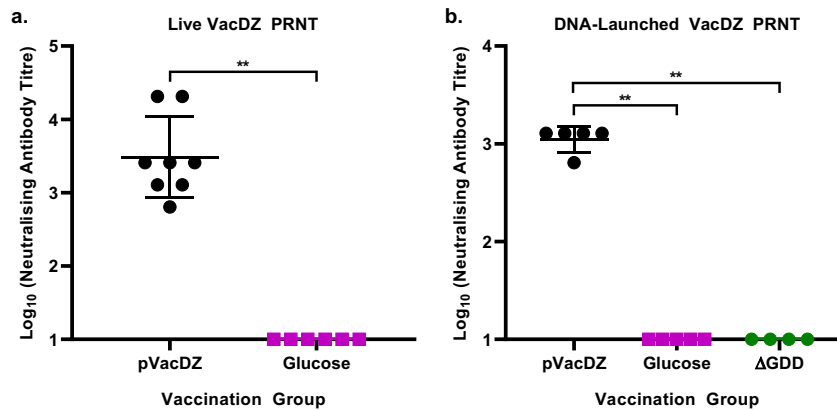 a.
Live VacDZ PRNT
5
4
3
2
1
Log10 (Neutralising Antibody Titre)
**
pVacDZ Glucose
Vaccination Group
b.
DNA-Launched VacDZ PRNT
4
3
2
1
Log10 (Neutralising Antibody Titre)
**
**
pVacDZ Glucose ΔGDD
Vaccination Group